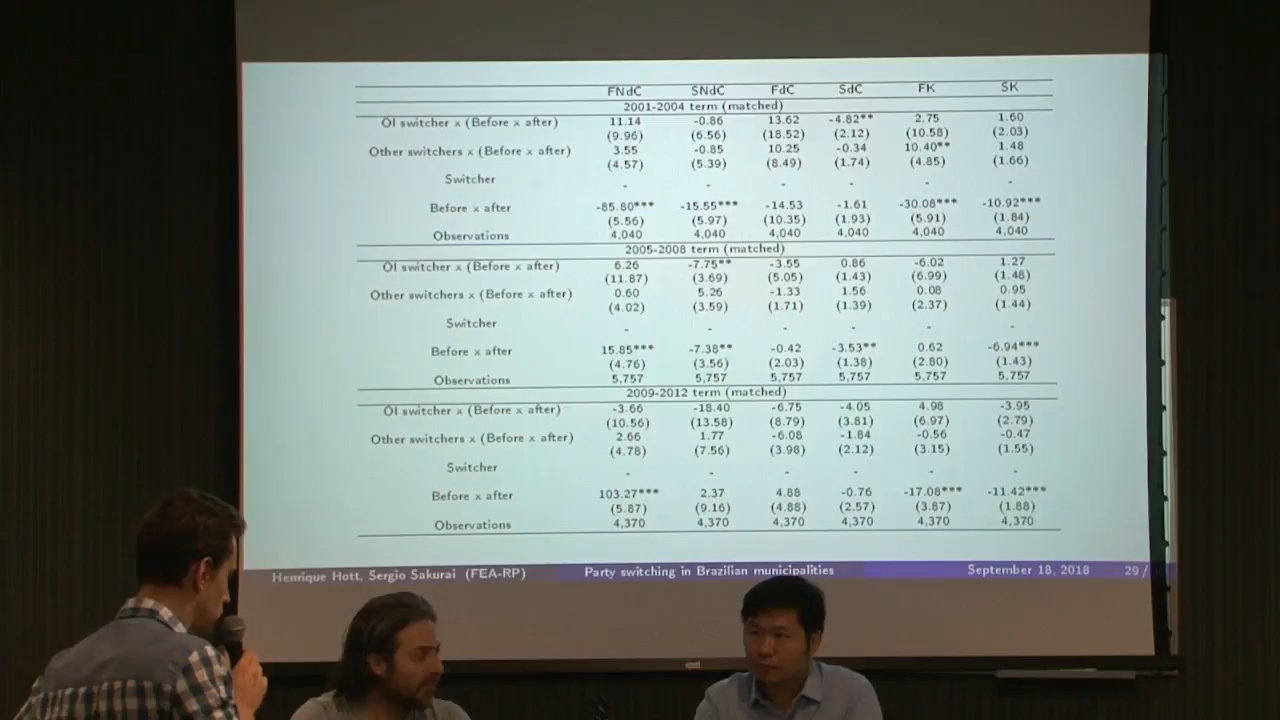 FNdC SNdC FdC SdC FK SK
2001-2004 term (matched)
OI switcher x (Before x after) 11.14 -0.86 13.62 -4.82** 2.75 1.60
(9.96) (6.56) (18.52) (2.12) (10.58) (2.03)
Other switchers x (Before x after) 3.55 -0.85 10.25 -0.34 10.40** 1.48
(4.57) (5.39) (8.49) (1.74) (4.85) (1.66)
Switcher - - - - - -
Before x after -85.80*** -15.55*** -14.53 -1.61 -30.08*** -10.92***
(5.56) (5.97) (10.35) (1.93) (5.91) (1.84)
Observations 4,040 4,040 4,040 4,040 4,040 4,040
2005-2008 term (matched)
OI switcher x (Before x after) 6.26 -7.75** -3.55 0.86 -6.02 1.27
(11.87) (3.69) (5.05) (1.43) (6.99) (1.48)
Other switchers x (Before x after) 0.60 5.26 -1.33 1.56 0.08 0.95
(4.02) (3.59) (1.71) (1.39) (2.37) (1.44)
Switcher - - - - - -
Before x after 15.85*** -7.38** -0.42 -3.53** 0.62 -6.94***
(4.76) (3.56) (2.03) (1.38) (2.80) (1.43)
Observations 5,757 5,757 5,757 5,757 5,757 5,757
2009-2012 term (matched)
OI switcher x (Before x after) -3.66 -18.40 -6.75 -4.05 4.98 -3.95
(10.56) (13.58) (8.79) (3.81) (6.97) (2.79)
Other switchers x (Before x after) 2.66 1.77 -6.08 -1.84 -0.56 -0.47
(4.78) (7.56) (3.98) (2.12) (3.15) (1.55)
Switcher - - - - - -
Before x after 103.27*** 2.37 4.88 -0.76 -17.08*** -11.42***
(5.87) (9.16) (4.88) (2.57) (3.87) (1.88)
Observations 4,370 4,370 4,370 4,370 4,370 4,370
Henrique Hott, Sergio Sakurai (FEA-RP) Party switching in Brazilian municipalities September 18, 2018 29 /